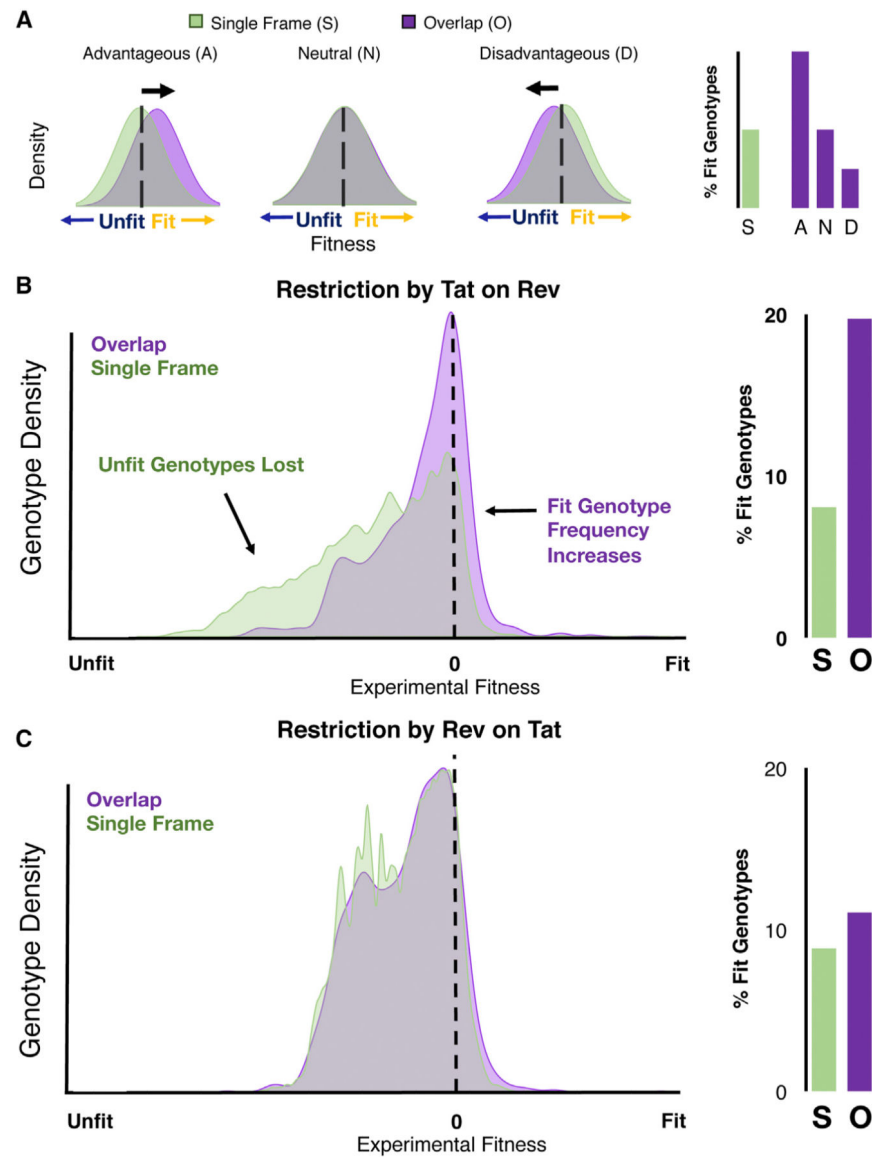 A
Single Frame (S)
Overlap (O)
Advantageous (A)
Neutral (N)
Disadvantageous (D)
Density
Unfit Fit
Unfit Fit
Unfit Fit
Fitness
% Fit Genotypes
S
A N D
B
Restriction by Tat on Rev
Overlap
Single Frame
Unfit Genotypes Lost
Fit Genotype
Frequency
Increases
Genotype Density
Unfit
0
Fit
Experimental Fitness
% Fit Genotypes
20
10
0
S O
C
Restriction by Rev on Tat
Overlap
Single Frame
Genotype Density
Unfit
0
Fit
Experimental Fitness
% Fit Genotypes
20
10
0
S O